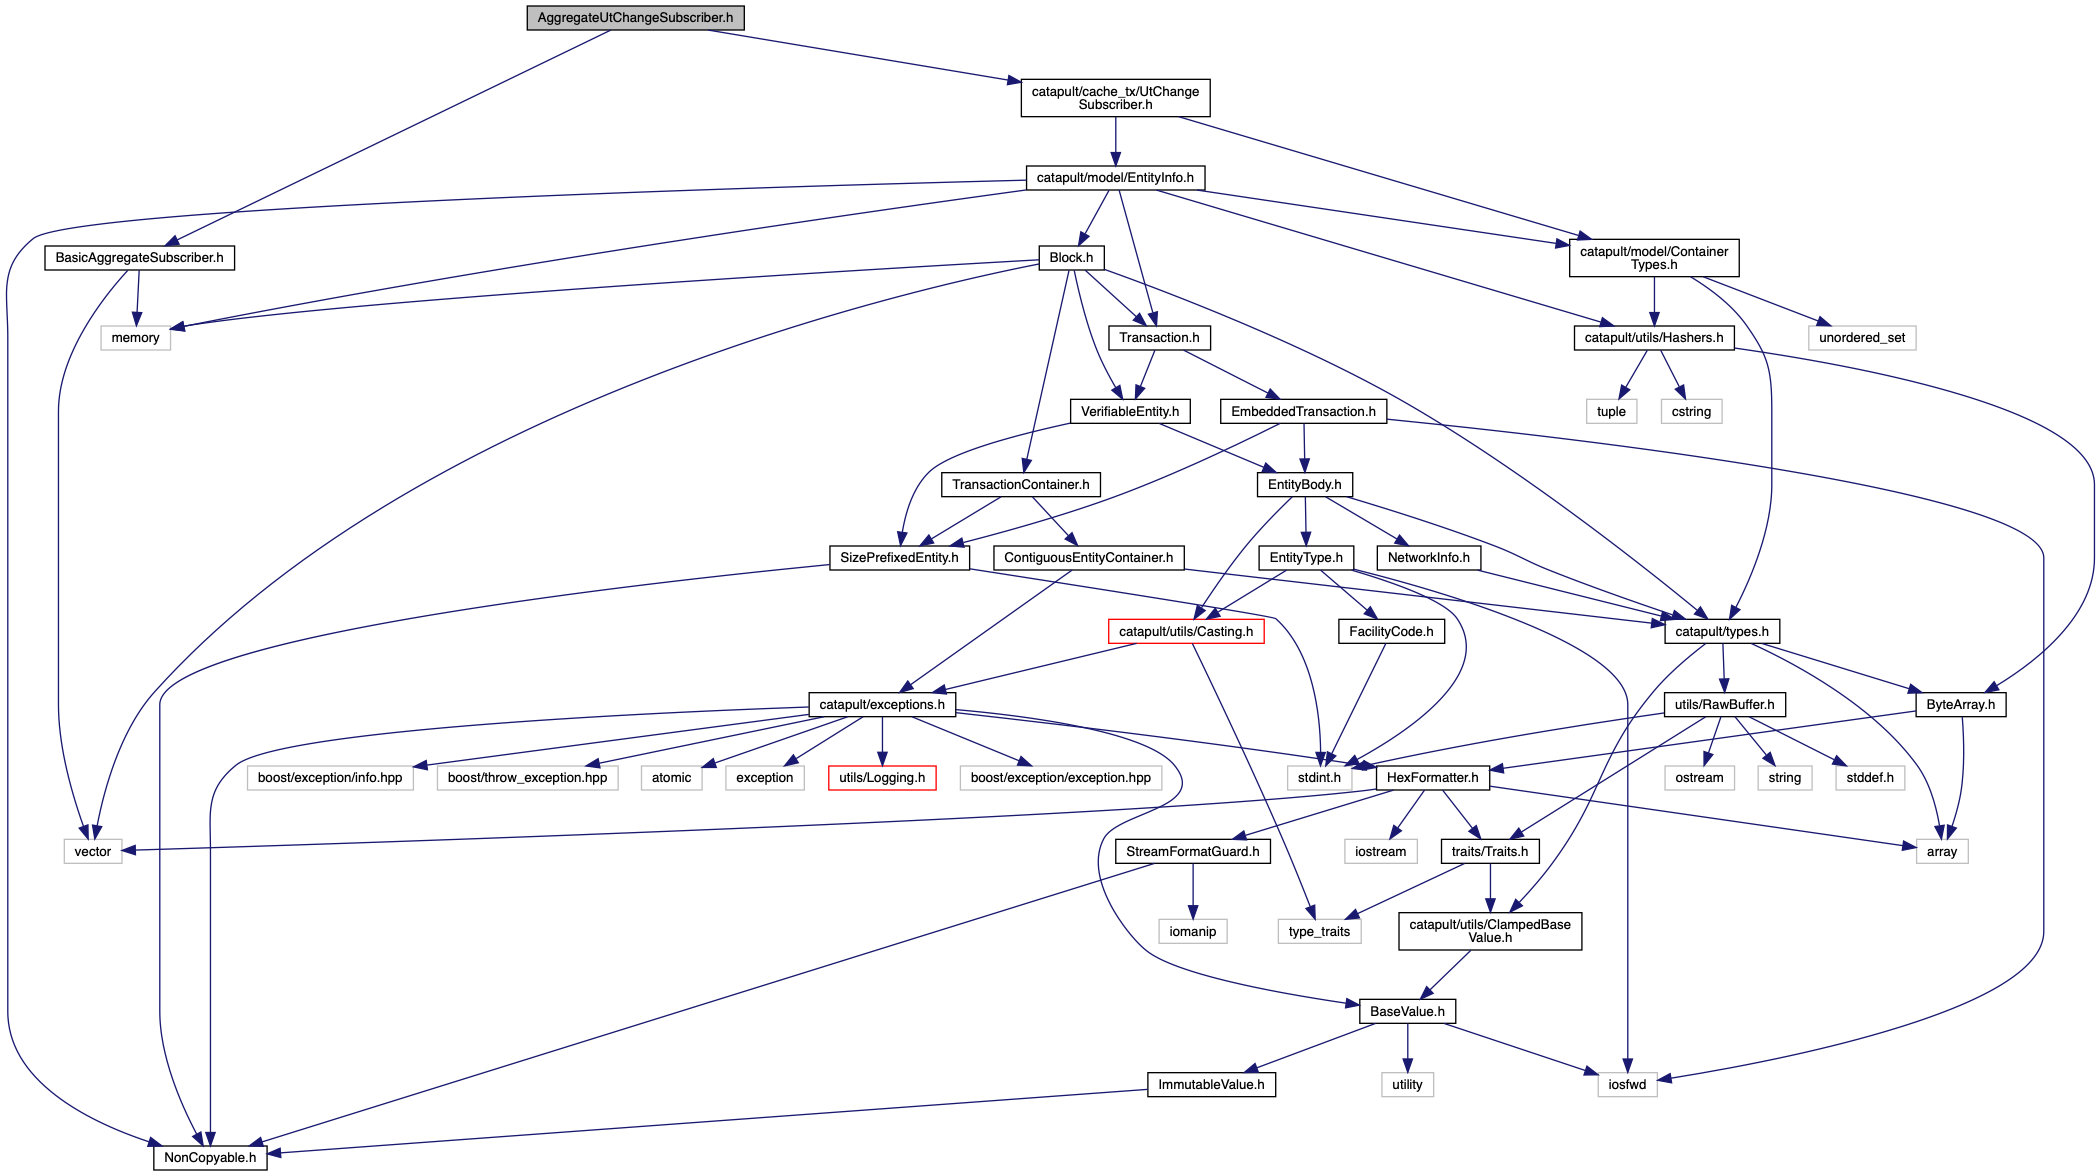 AggregateUtChangeSubscriber.h
catapult/cache_tx/UtChange
Subscriber.h
catapult/model/EntityInfo.h
BasicAggregateSubscriber.h
Block.h
catapult/model/Container
Types.h
memory
Transaction.h
catapult/utils/Hashers.h
unordered_set
VerifiableEntity.h
EmbeddedTransaction.h
tuple
cstring
TransactionContainer.h
EntityBody.h
SizePrefixedEntity.h
ContiguousEntityContainer.h
EntityType.h
NetworkInfo.h
catapult/utils/Casting.h
FacilityCode.h
catapult/types.h
catapult/exceptions.h
utils/RawBuffer.h
ByteArray.h
boost/exception/info.hpp
boost/throw_exception.hpp
atomic
exception
utils/Logging.h
boost/exception/exception.hpp
stdint.h
HexFormatter.h
ostream
string
stddef.h
vector
StreamFormatGuard.h
iostream
traits/Traits.h
array
iomanip
type_traits
catapult/utils/ClampedBase
Value.h
BaseValue.h
ImmutableValue.h
utility
iosfwd
NonCopyable.h